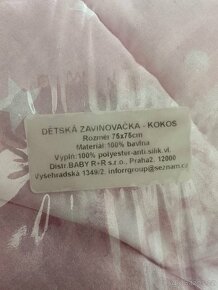 DĚTSKÁ ZAVINOVAČKA - KOKOS
Rozměr 75x75cm
Materiál:100% bavlna
Výplň: 100% polyester-anti.silik.vl.
Distr.BABY R+R s.r.o., Praha2, 12000
Vyšehradská 1349/2, inforrgroup@seznam.cz